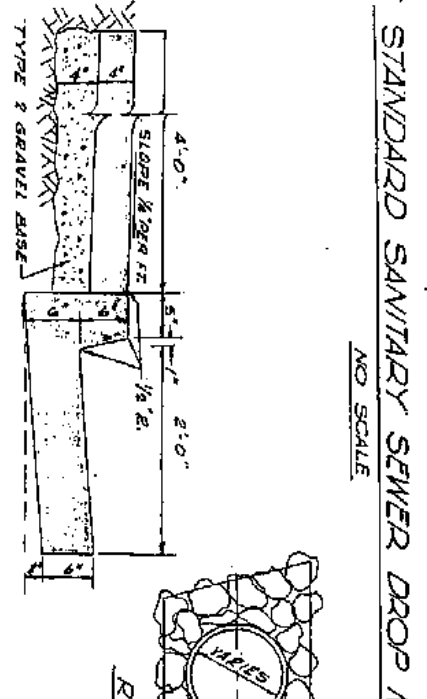 STANDARD SANITARY SEWER DROP
NO SCALE
4'-0"
5"
1"
2'-0"
SLOPE 1/4" PER FT.
1/2" R.
4"
4"
6"
6"
6"
TYPE 2 GRAVEL BASE
VARIES
R